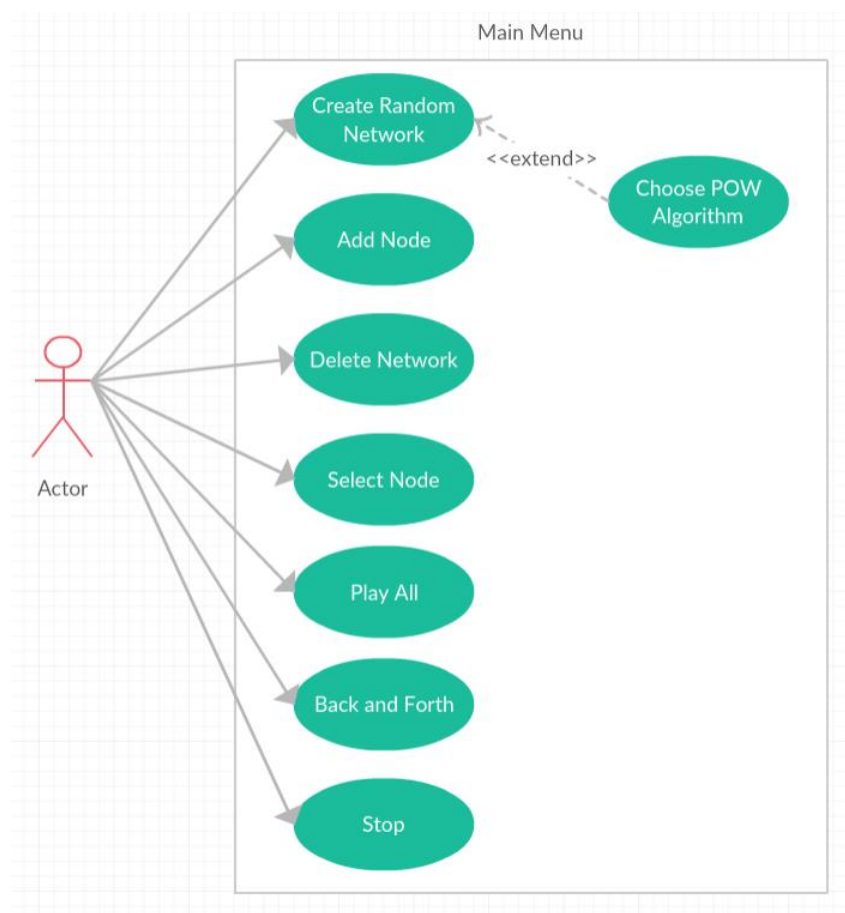 Main Menu
Create Random
Network
<<extend>>
Choose POW
Algorithm
Add Node
Delete Network
Select Node
Actor
Play All
Back and Forth
Stop